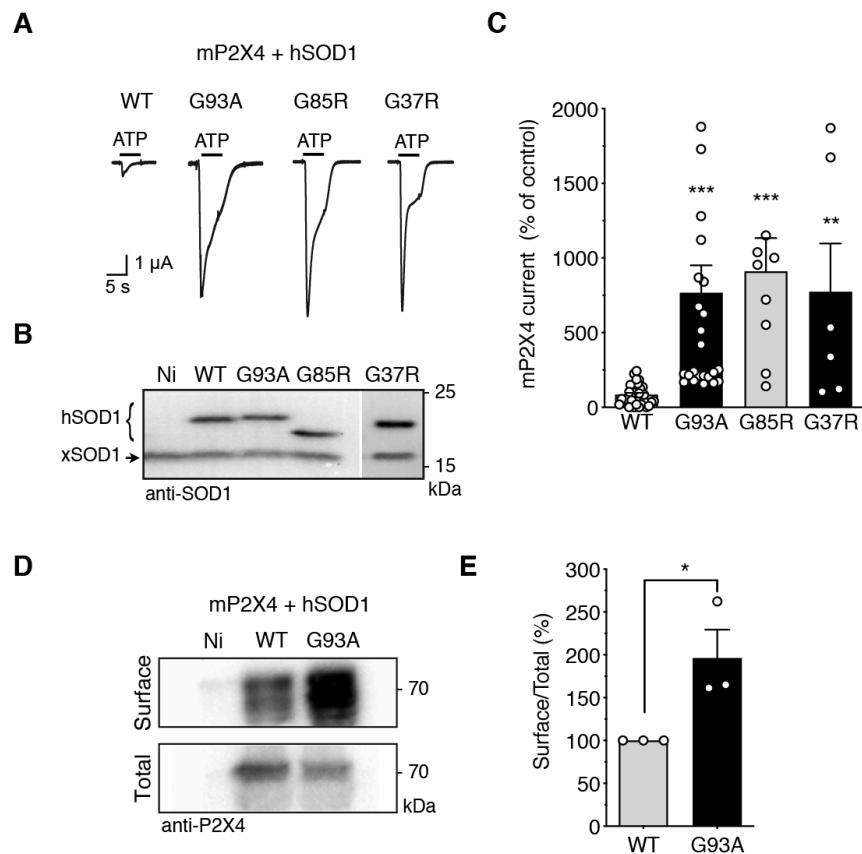 A
mP2X4 + hSOD1
WT G93A G85R G37R
ATP ATP ATP ATP
1 µA
5 s
B
Ni WT G93A G85R G37R
25
hSOD1
xSOD1
15
kDa
anti-SOD1
C
mP2X4 current (% of ocntrol)
2000
1500
1000
500
0
*** *** **
WT G93A G85R G37R
D
mP2X4 + hSOD1
Ni WT G93A
Surface
70
Total
70
kDa
anti-P2X4
E
Surface/Total (%)
300
250
200
150
100
50
0
*
WT G93A